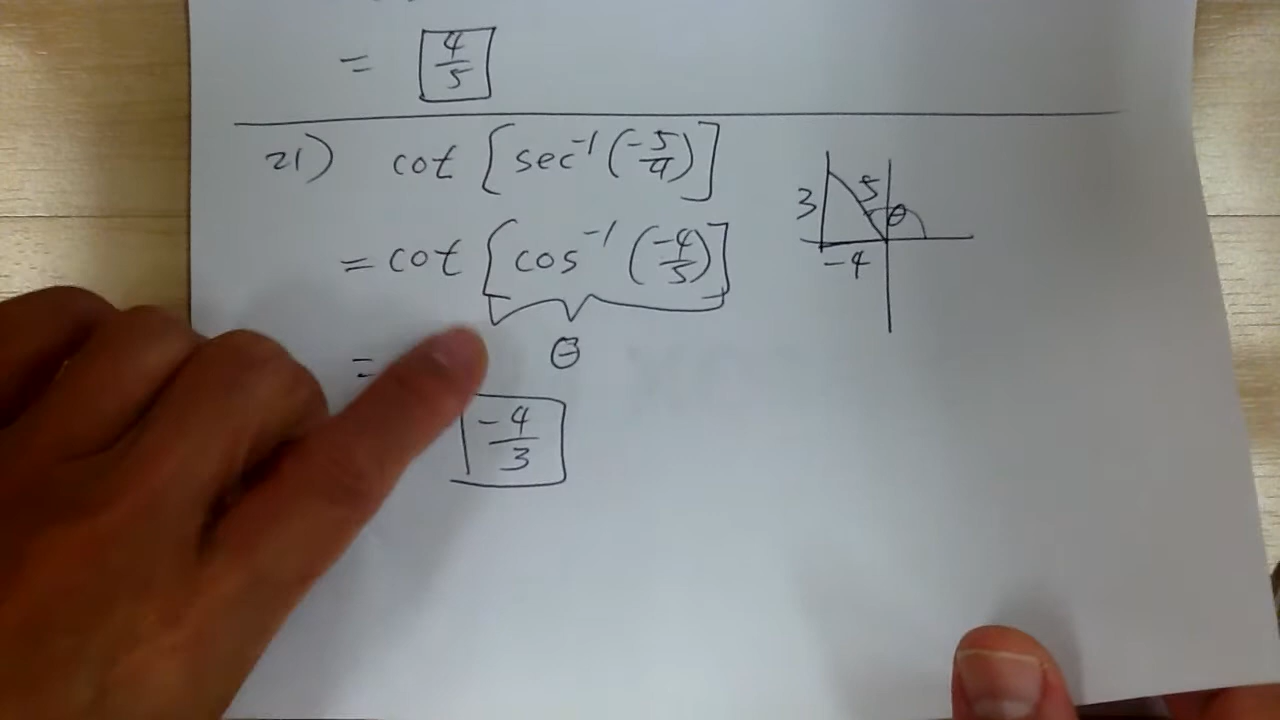 = 4/5
21) cot [sec⁻¹(-5/4)]
= cot [cos⁻¹(-4/5)]
θ
=
-4/3
3
5
θ
-4